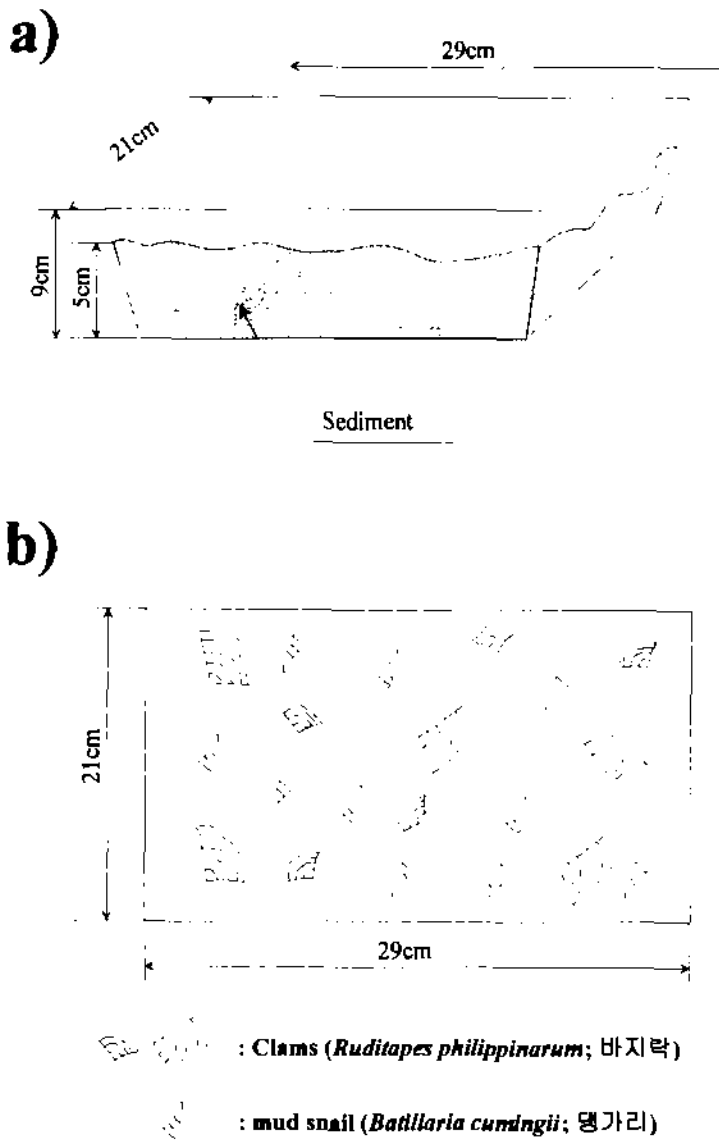 a)
29cm
21cm
9cm
5cm
Sediment
b)
21cm
29cm
: Clams (Ruditapes philippinarum; 바지락)
: mud snail (Batillaria cumingii; 댕가리)